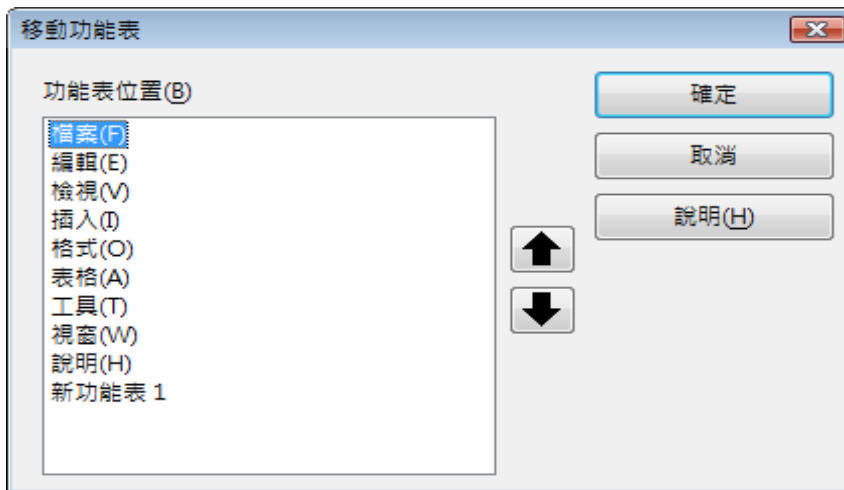 移動功能表
功能表位置(B)
檔案(F)
編輯(E)
檢視(V)
插入(I)
格式(O)
表格(A)
工具(T)
視窗(W)
說明(H)
新功能表 1
確定
取消
說明(H)